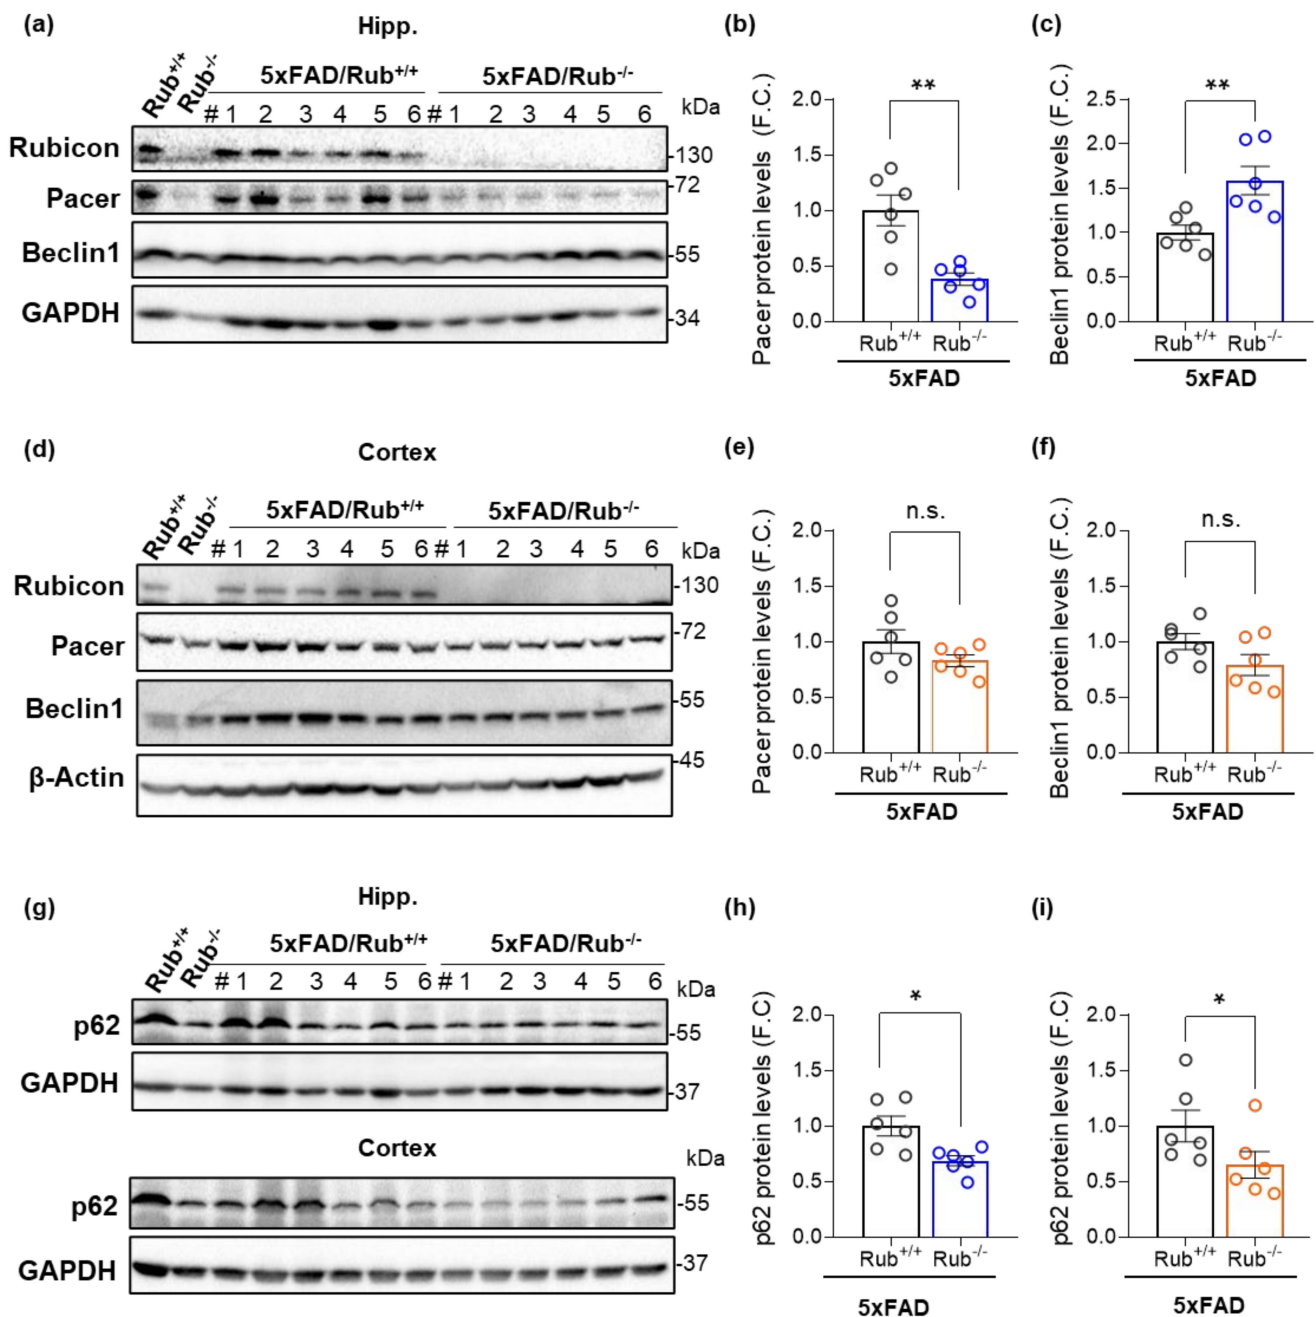 (a)
Hipp.
Rub+/+ Rub-/- 5xFAD/Rub+/+ 5xFAD/Rub-/-
# 1 2 3 4 5 6 # 1 2 3 4 5 6 kDa
Rubicon -130
Pacer -72
Beclin1 -55
GAPDH -34
(b)
Pacer protein levels (F.C.)
2.0
1.5
1.0
0.5
0.0
**
Rub+/+ Rub-/-
5xFAD
(c)
Beclin1 protein levels (F.C.)
2.5
2.0
1.5
1.0
0.5
0.0
**
Rub+/+ Rub-/-
5xFAD
(d)
Cortex
Rub+/+ Rub-/- 5xFAD/Rub+/+ 5xFAD/Rub-/-
# 1 2 3 4 5 6 # 1 2 3 4 5 6 kDa
Rubicon -130
Pacer -72
Beclin1 -55
β-Actin -45
(e)
Pacer protein levels (F.C.)
2.0
1.5
1.0
0.5
0.0
n.s.
Rub+/+ Rub-/-
5xFAD
(f)
Beclin1 protein levels (F.C.)
2.0
1.5
1.0
0.5
0.0
n.s.
Rub+/+ Rub-/-
5xFAD
(g)
Hipp.
Rub+/+ Rub-/- 5xFAD/Rub+/+ 5xFAD/Rub-/-
# 1 2 3 4 5 6 # 1 2 3 4 5 6 kDa
p62 -55
GAPDH -37
Cortex
kDa
p62 -55
GAPDH -37
(h)
p62 protein levels (F.C)
2.0
1.5
1.0
0.5
0.0
*
Rub+/+ Rub-/-
5xFAD
(i)
p62 protein levels (F.C)
2.0
1.5
1.0
0.5
0.0
*
Rub+/+ Rub-/-
5xFAD